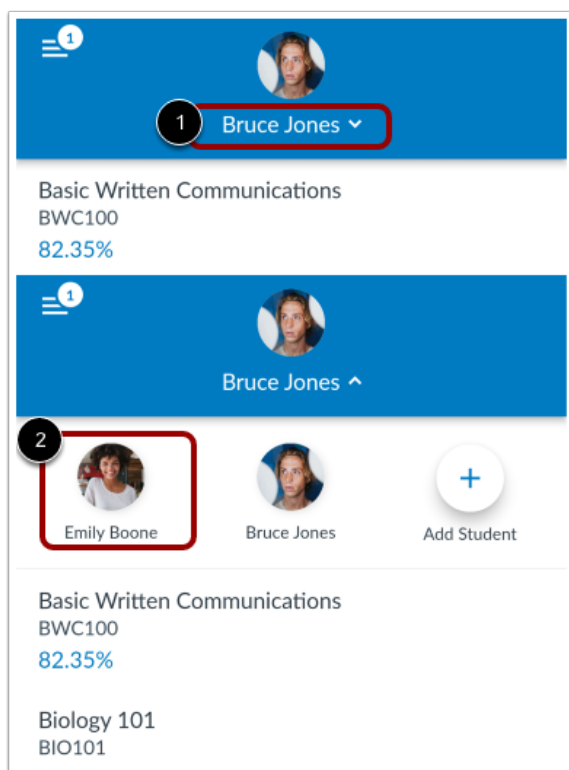 1
1
Bruce Jones
Basic Written Communications
BWC100
82.35%
1
Bruce Jones
2
Emily Boone
Bruce Jones
+
Add Student
Basic Written Communications
BWC100
82.35%
Biology 101
BIO101